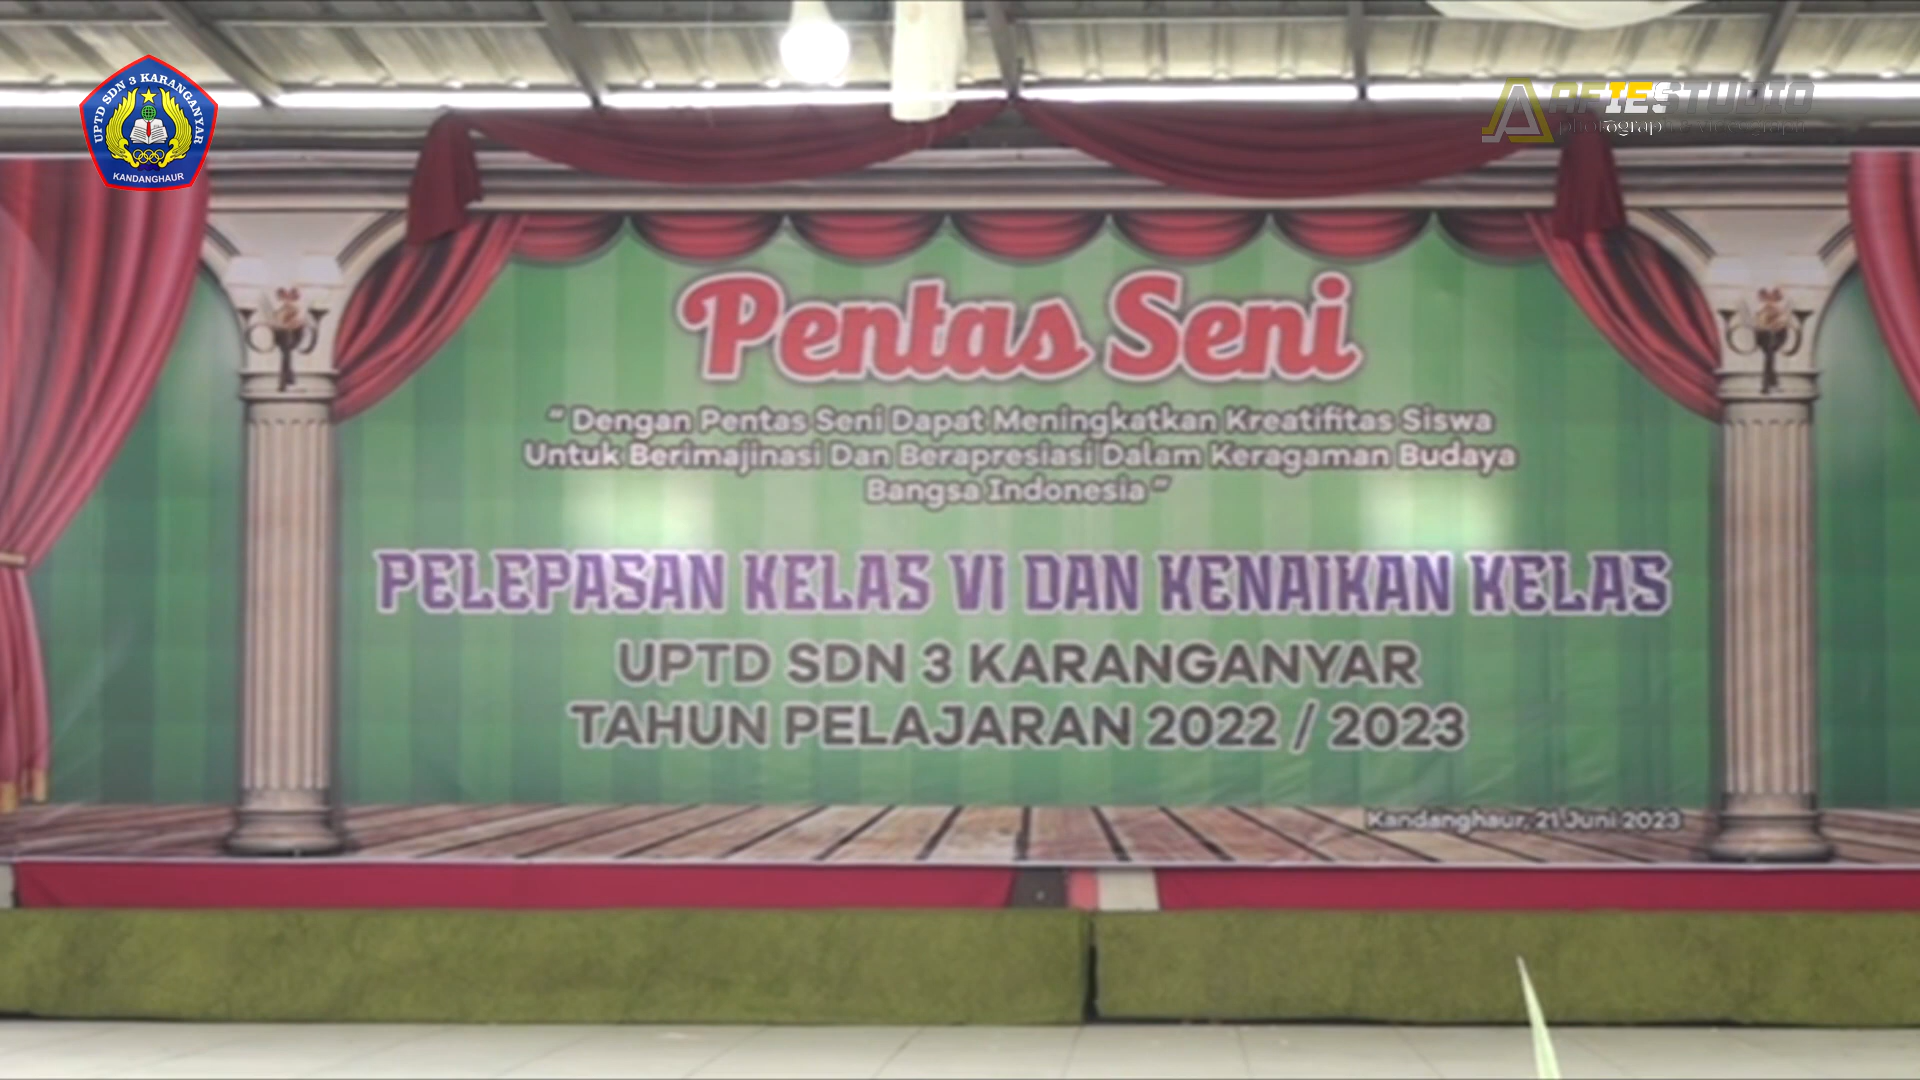 UPTD SDN 3 KARANGANYAR
KANDANGHAUR
Pentas Seni
" Dengan Pentas Seni Dapat Meningkatkan Kreatifitas Siswa
Untuk Berimajinasi Dan Berapresiasi Dalam Keragaman Budaya
Bangsa Indonesia "
PELEPASAN KELAS VI DAN KENAIKAN KELAS
UPTD SDN 3 KARANGANYAR
TAHUN PELAJARAN 2022 / 2023
Kandanghaur, 21 Juni 2023